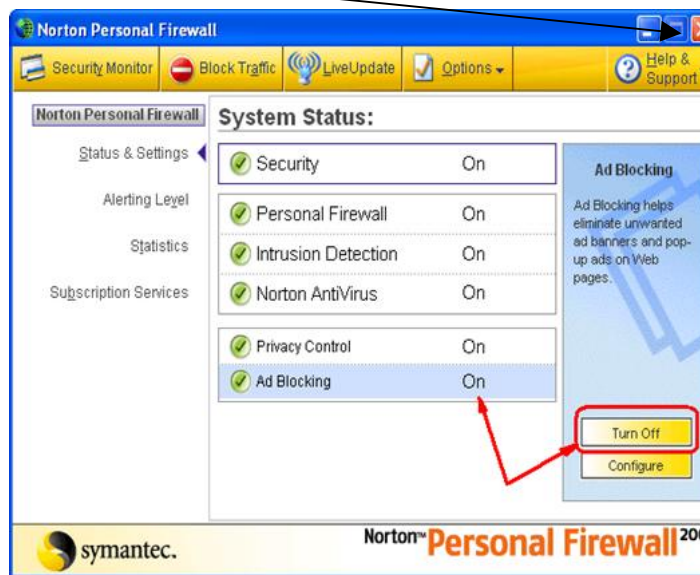 Norton Personal Firewall
Security Monitor
Block Traffic
LiveUpdate
Options
Help & Support
Norton Personal Firewall
Status & Settings
Alerting Level
Statistics
Subscription Services
System Status:
Security On
Personal Firewall On
Intrusion Detection On
Norton AntiVirus On
Privacy Control On
Ad Blocking On
Ad Blocking
Ad Blocking helps
eliminate unwanted
ad banners and pop-
up ads on Web
pages.
Turn Off
Configure
symantec.
Norton™ Personal Firewall